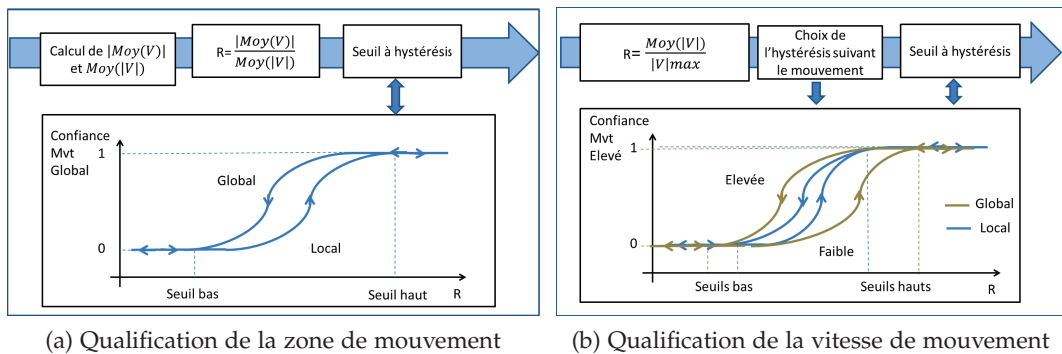 Calcul de |Moy(V)|
et Moy(|V|)
R= |Moy(V)| / Moy(|V|)
Seuil à hystérésis
Confiance
Mvt
Global
1
0
Global
Local
Seuil bas
Seuil haut
R
(a) Qualification de la zone de mouvement
R= Moy(|V|) / |V|max
Choix de
l'hystérésis suivant
le mouvement
Seuil à hystérésis
Confiance
Mvt
Elevé
1
0
Elevée
Faible
Global
Local
Seuils bas
Seuils hauts
R
(b) Qualification de la vitesse de mouvement